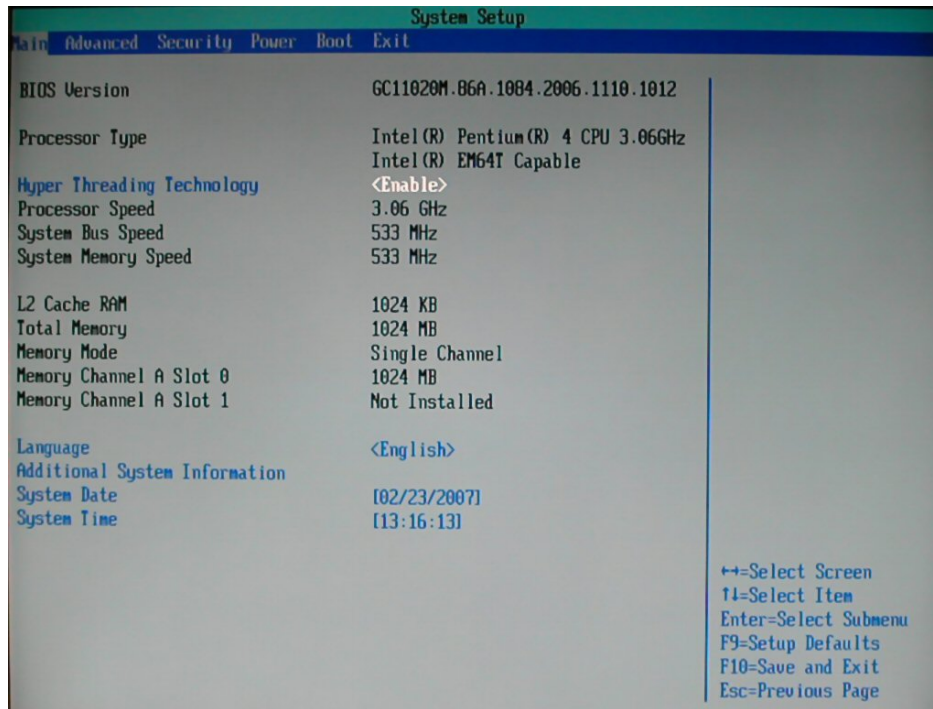 System Setup
Main Advanced Security Power Boot Exit
BIOS Version GC11020M.86A.1084.2006.1110.1012
Processor Type Intel(R) Pentium(R) 4 CPU 3.06GHz
Intel(R) EM64T Capable
Hyper Threading Technology <Enable>
Processor Speed 3.06 GHz
System Bus Speed 533 MHz
System Memory Speed 533 MHz
L2 Cache RAM 1024 KB
Total Memory 1024 MB
Memory Mode Single Channel
Memory Channel A Slot 0 1024 MB
Memory Channel A Slot 1 Not Installed
Language <English>
Additional System Information
System Date [02/23/2007]
System Time [13:16:13]
←→=Select Screen
↑↓=Select Item
Enter=Select Submenu
F9=Setup Defaults
F10=Save and Exit
Esc=Previous Page